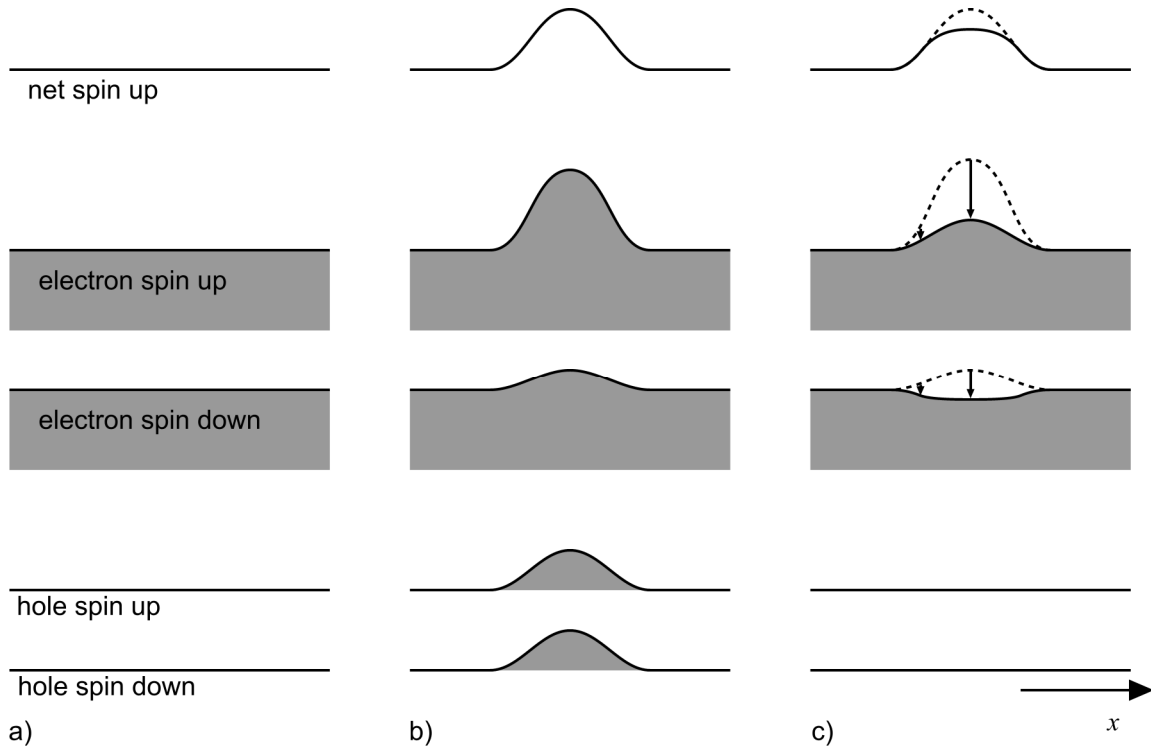 net spin up
electron spin up
electron spin down
hole spin up
hole spin down
x
a)
b)
c)